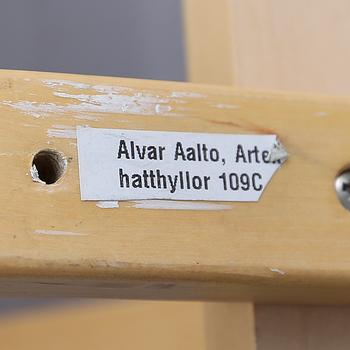 Alvar Aalto, Arte
hatthyllor 109C